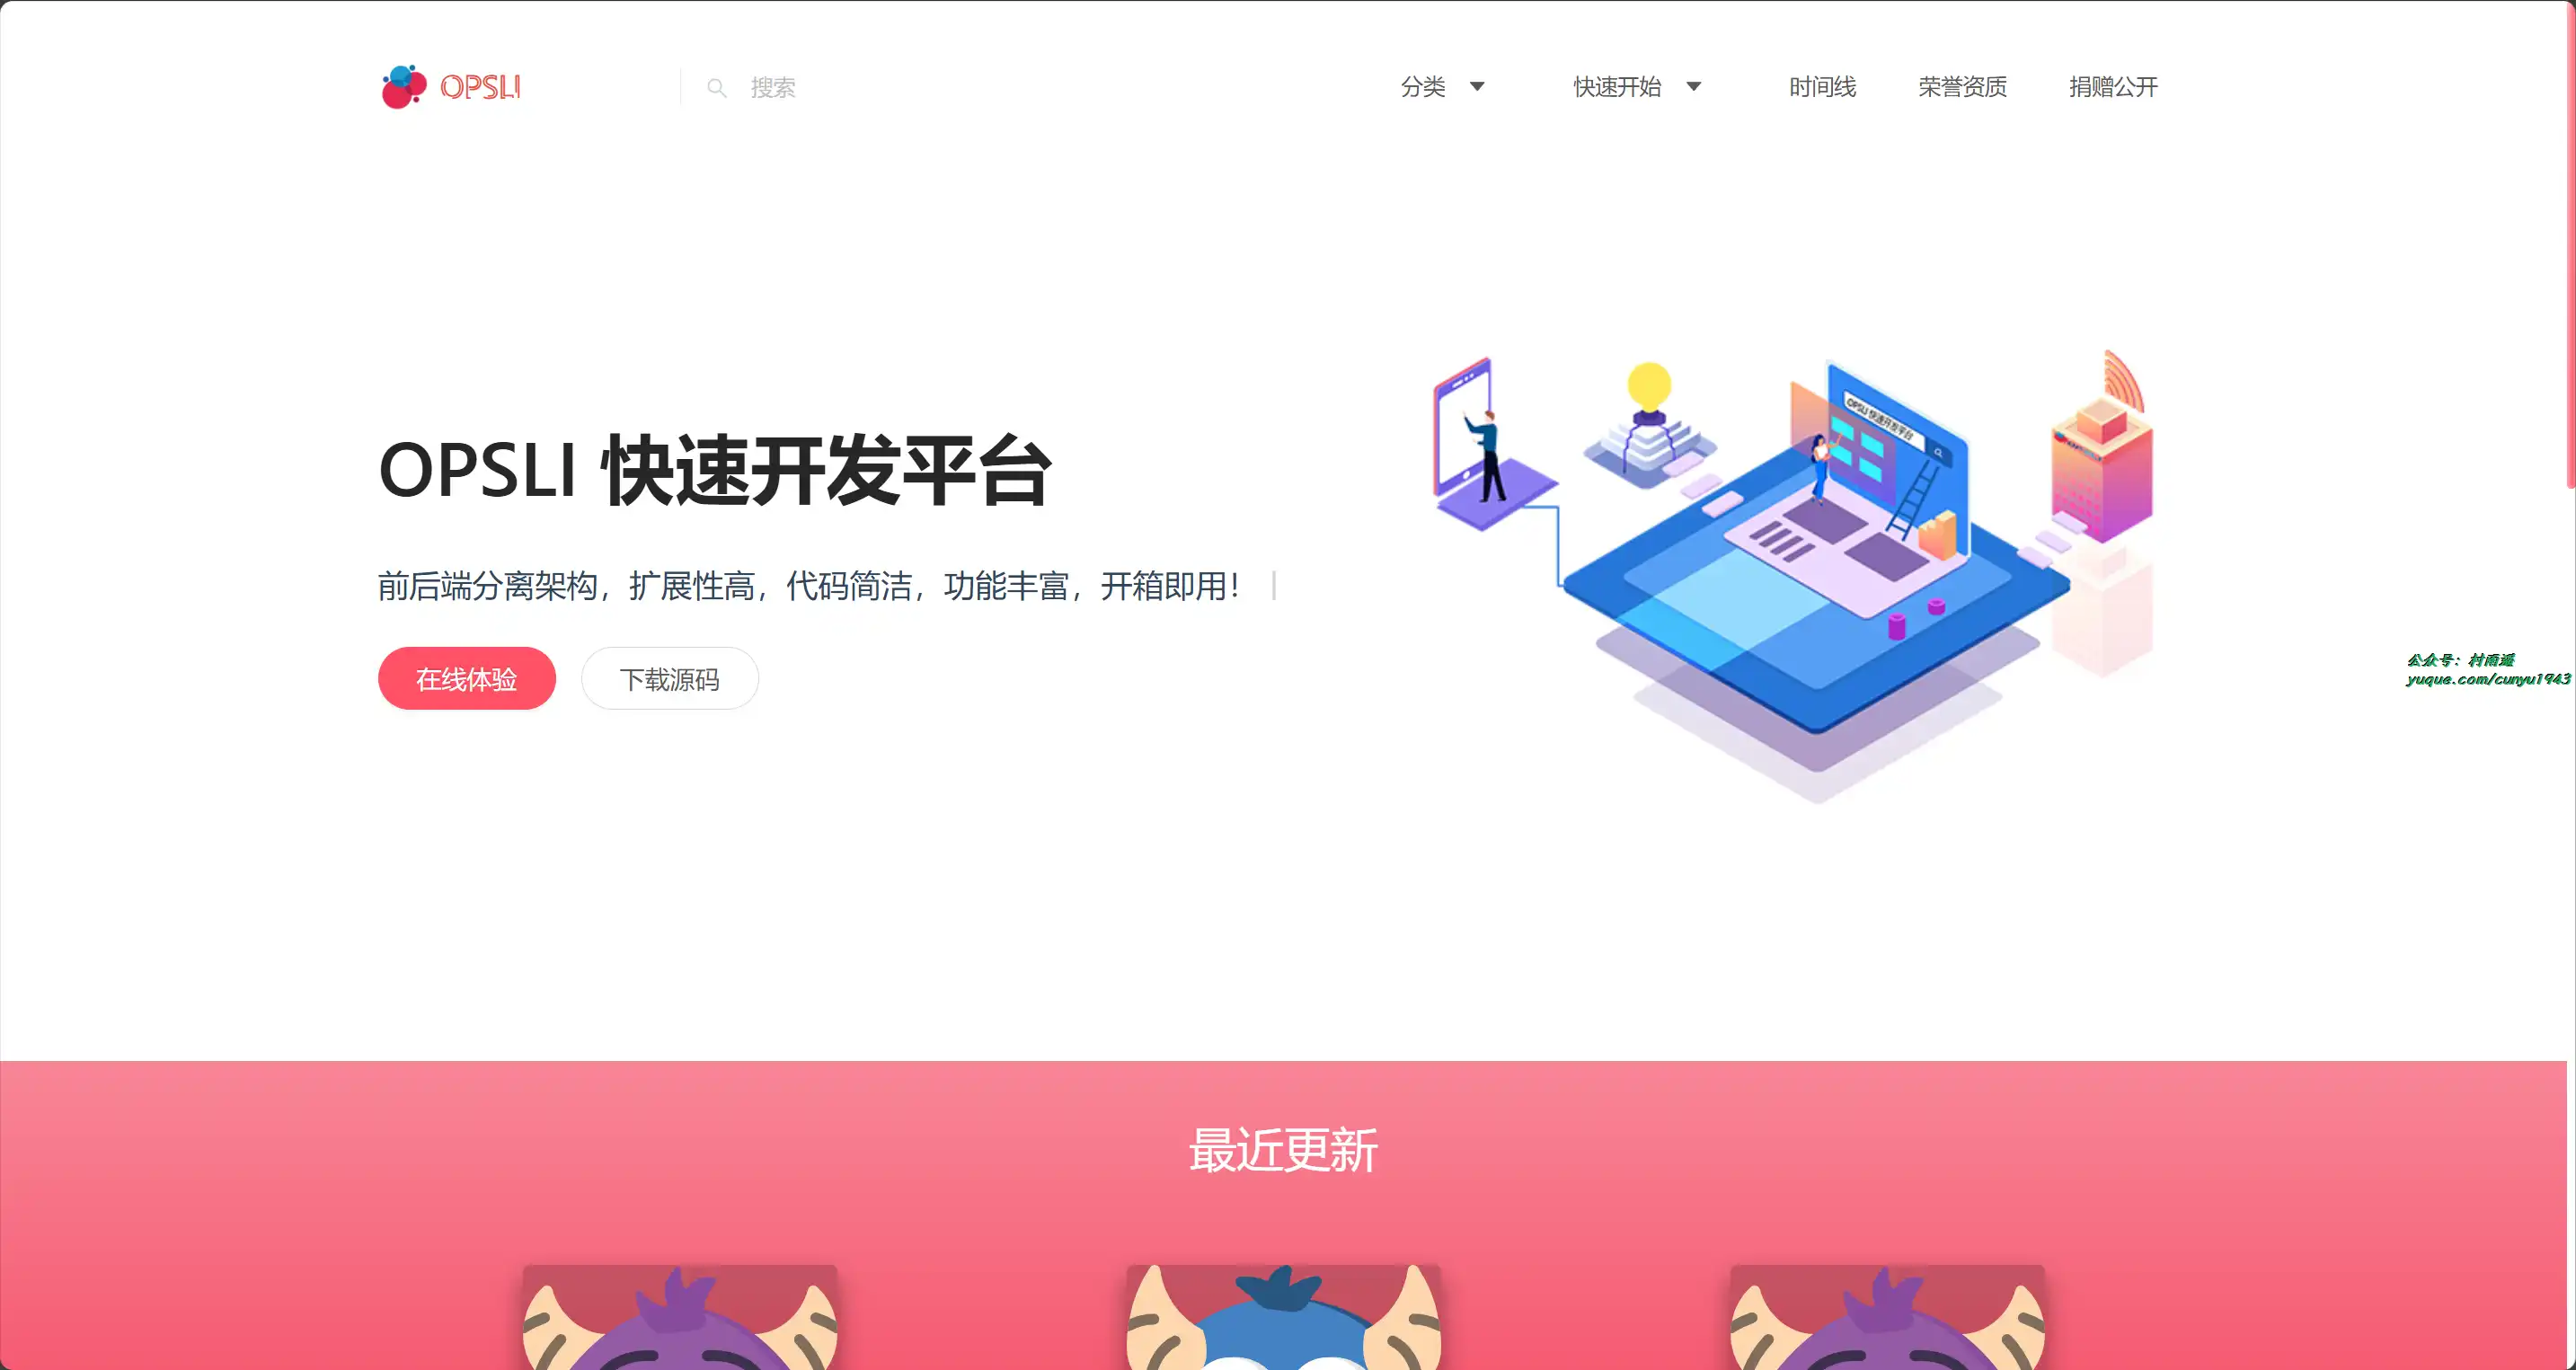 OPSLI
搜索
分类
快速开始
时间线
荣誉资质
捐赠公开
OPSLI 快速开发平台
前后端分离架构，扩展性高，代码简洁，功能丰富，开箱即用！
在线体验
下载源码
OPSLI 快速开发平台
公众号：村雨遥
yuque.com/cunyu1943
最近更新